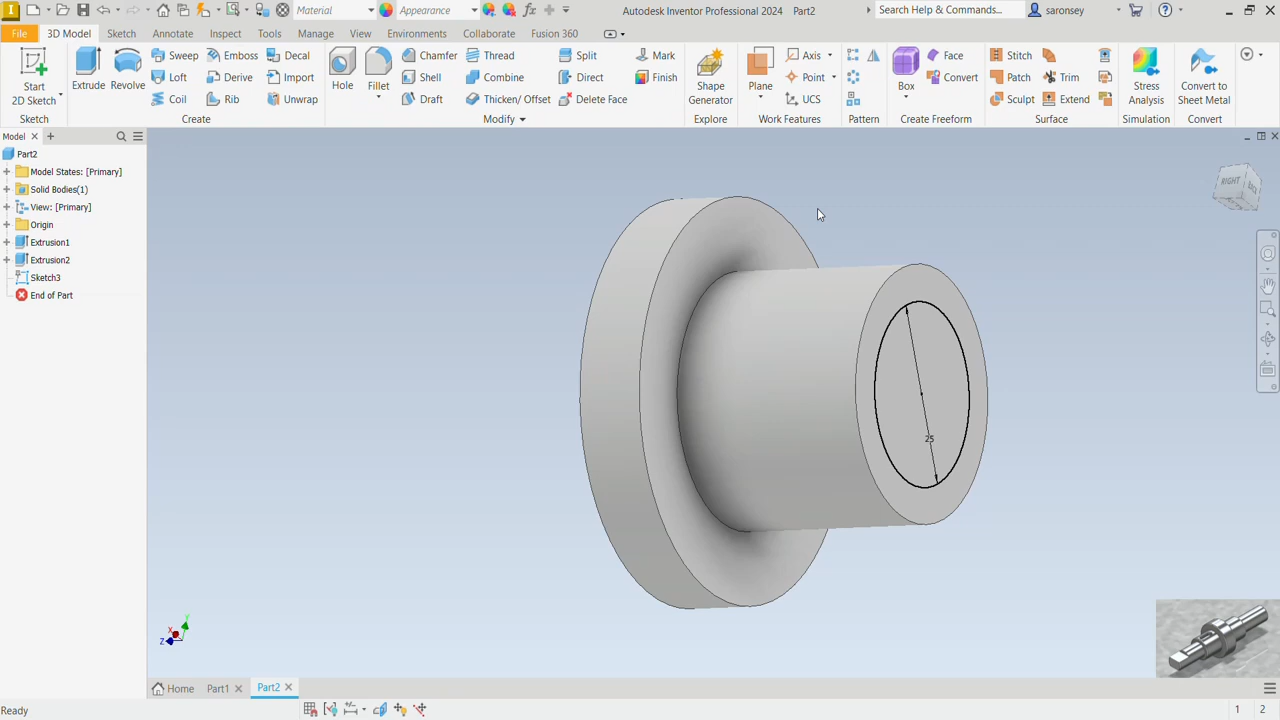 Material Appearance Autodesk Inventor Professional 2024 Part2 Search Help & Commands... saronsey
File 3D Model Sketch Annotate Inspect Tools Manage View Environments Collaborate Fusion 360
Start 2D Sketch
Extrude
Revolve
Sweep Emboss Decal
Loft Derive Import
Coil Rib Unwrap
Hole
Fillet
Chamfer Thread Split Mark
Shell Combine Direct Finish
Draft Thicken/ Offset Delete Face
Shape Generator
Plane
Axis
Point
UCS
Box
Face
Convert
Stitch
Patch Trim
Sculpt Extend
Stress Analysis
Convert to Sheet Metal
Sketch Create Modify Explore Work Features Pattern Create Freeform Surface Simulation Convert
Model
Part2
Model States: [Primary]
Solid Bodies(1)
View: [Primary]
Origin
Extrusion1
Extrusion2
Sketch3
End of Part
RIGHT
25
Y
X
Z
Home Part1 Part2
Ready 1 2